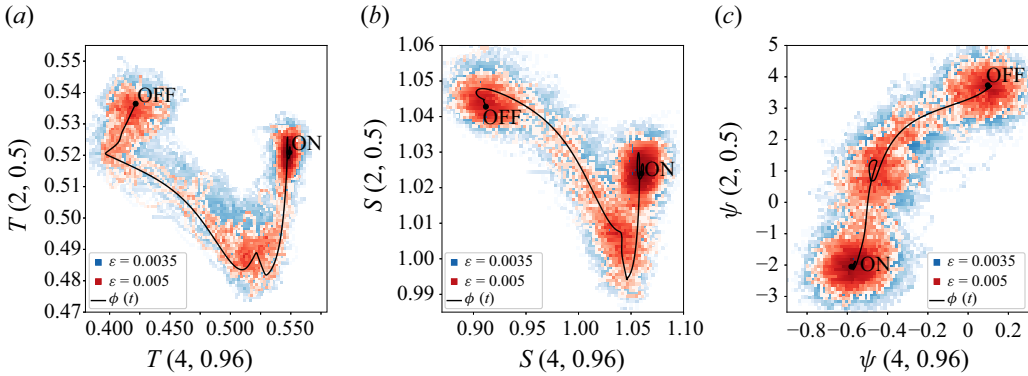 (a)
(b)
(c)
0.55
0.54
0.53
0.52
0.51
0.50
0.49
0.48
0.47
T (2, 0.5)
OFF
ON
ε = 0.0035
ε = 0.005
ϕ (t)
0.400 0.450 0.500 0.550
T (4, 0.96)
1.06
1.05
1.04
1.03
1.02
1.01
1.00
0.99
S (2, 0.5)
OFF
ON
ε = 0.0035
ε = 0.005
ϕ (t)
0.90 1.00 1.05 1.10
S (4, 0.96)
5
4
3
2
1
0
−1
−2
−3
ψ (2, 0.5)
OFF
ON
ε = 0.0035
ε = 0.005
ϕ (t)
−0.8 −0.6 −0.4 −0.2 0 0.2
ψ (4, 0.96)